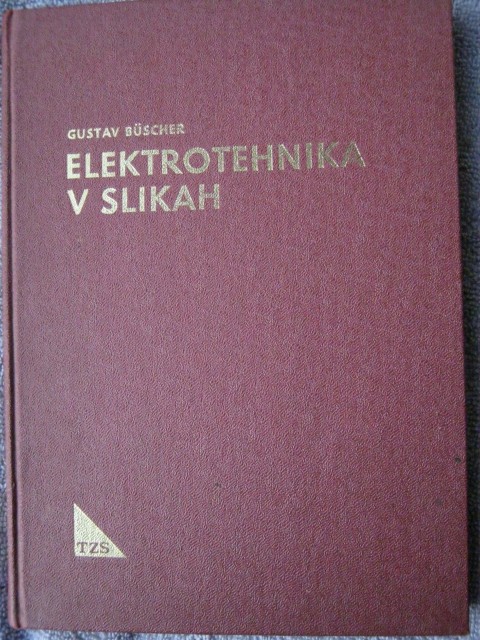 GUSTAV BÜSCHER
ELEKTROTEHNIKA
V SLIKAH
TZS